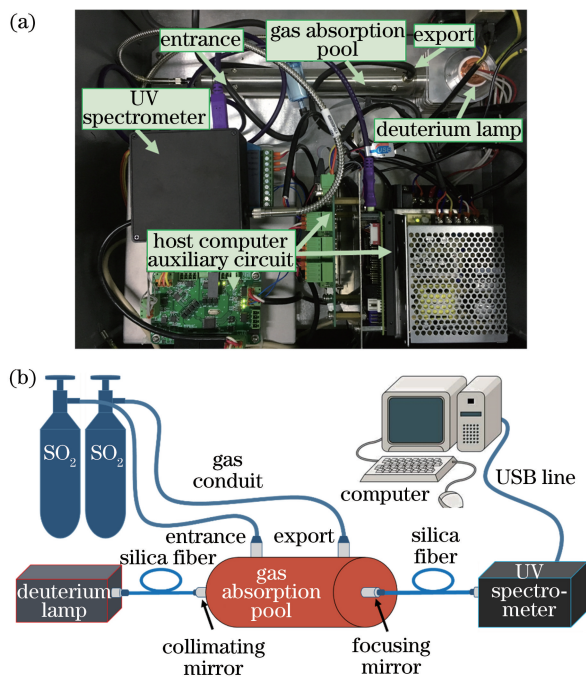 (a)
entrance
gas absorption
pool
export
UV
spectrometer
deuterium lamp
host computer
auxiliary circuit
(b)
SO2
SO2
gas
conduit
computer
USB line
entrance
export
silica fiber
silica
fiber
deuterium
lamp
gas
absorption
pool
UV
spectro-
meter
collimating
mirror
focusing
mirror